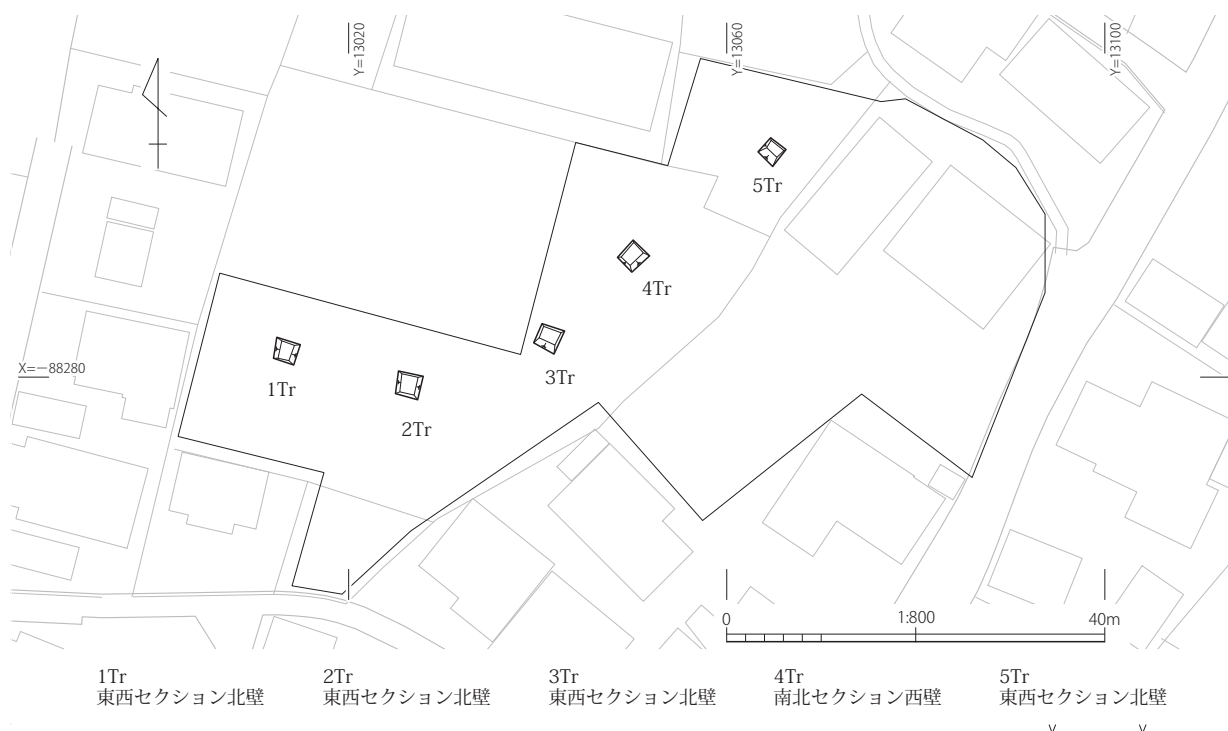 Y=13020
Y=13060
Y=13100
5Tr
4Tr
3Tr
X=－88280
1Tr
2Tr
0 1:800 40m
1Tr
東西セクション北壁
2Tr
東西セクション北壁
3Tr
東西セクション北壁
4Tr
南北セクション西壁
5Tr
東西セクション北壁